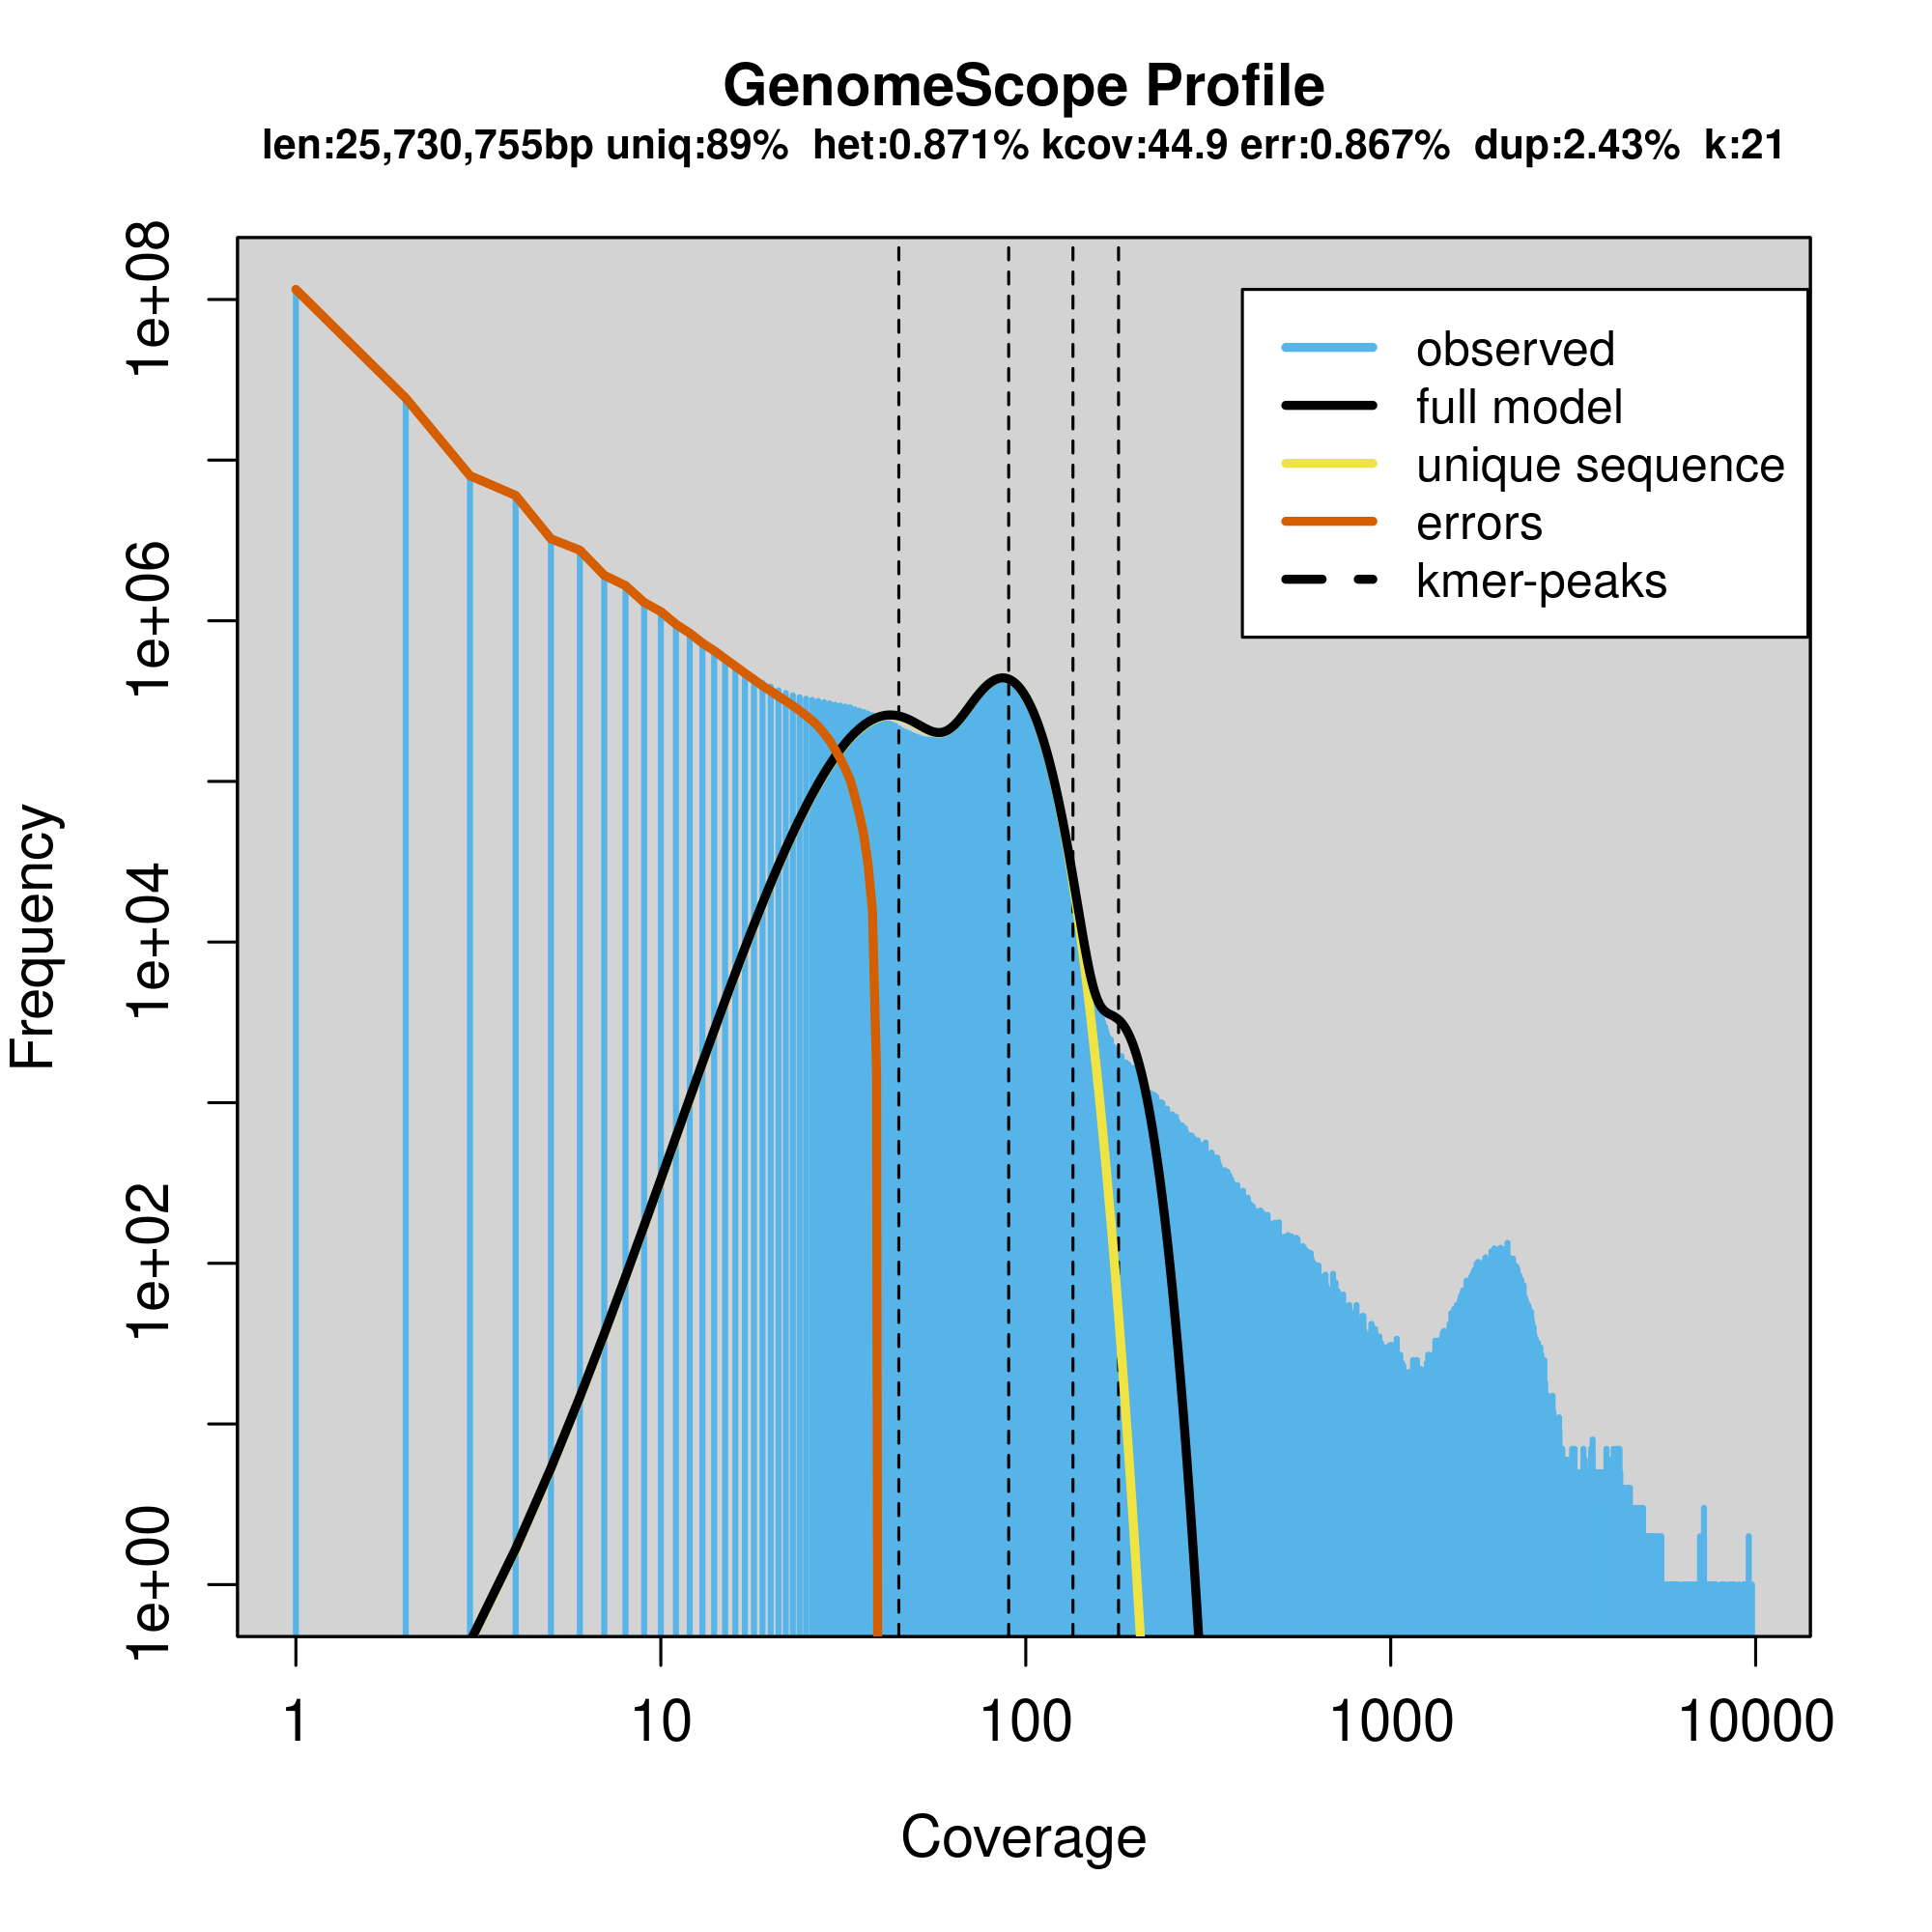 GenomeScope Profile
len:25,730,755bp uniq:89% het:0.871% kcov:44.9 err:0.867% dup:2.43% k:21
observed
full model
unique sequence
errors
kmer-peaks
Frequency
1e+08
1e+06
1e+04
1e+02
1e+00
1 10 100 1000 10000
Coverage